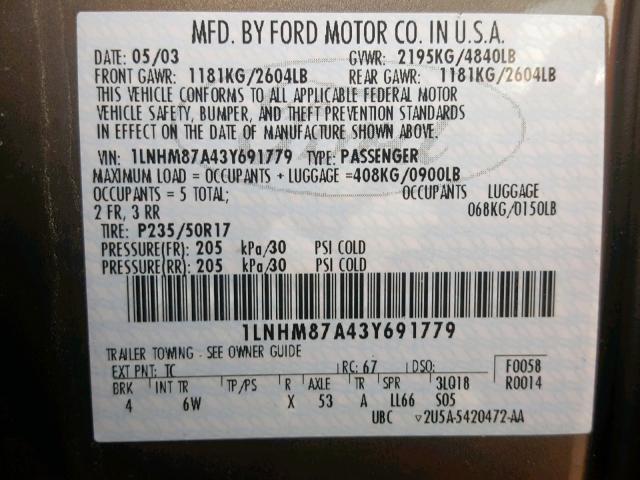 MFD. BY FORD MOTOR CO. IN U.S.A.
DATE: 05/03 GVWR: 2195KG/4840LB
FRONT GAWR: 1181KG/2604LB REAR GAWR: 1181KG/2604LB
THIS VEHICLE CONFORMS TO ALL APPLICABLE FEDERAL MOTOR
VEHICLE SAFETY, BUMPER, AND THEFT PREVENTION STANDARDS
IN EFFECT ON THE DATE OF MANUFACTURE SHOWN ABOVE.
VIN: 1LNHM87A43Y691779 TYPE: PASSENGER
MAXIMUM LOAD = OCCUPANTS + LUGGAGE =408KG/0900LB
OCCUPANTS = 5 TOTAL; OCCUPANTS LUGGAGE
2 FR, 3 RR 068KG/0150LB
TIRE: P235/50R17
PRESSURE(FR): 205 kPa/30 PSI COLD
PRESSURE(RR): 205 kPa/30 PSI COLD
1LNHM87A43Y691779
TRAILER TOWING - SEE OWNER GUIDE
EXT PNT: TC RC: 67 DSO: F0058
BRK INT TR TP/PS R AXLE TR SPR 3LQ18 R0014
4 6W X 53 A LL66 S05
UBC ▽2U5A-5420472-AA